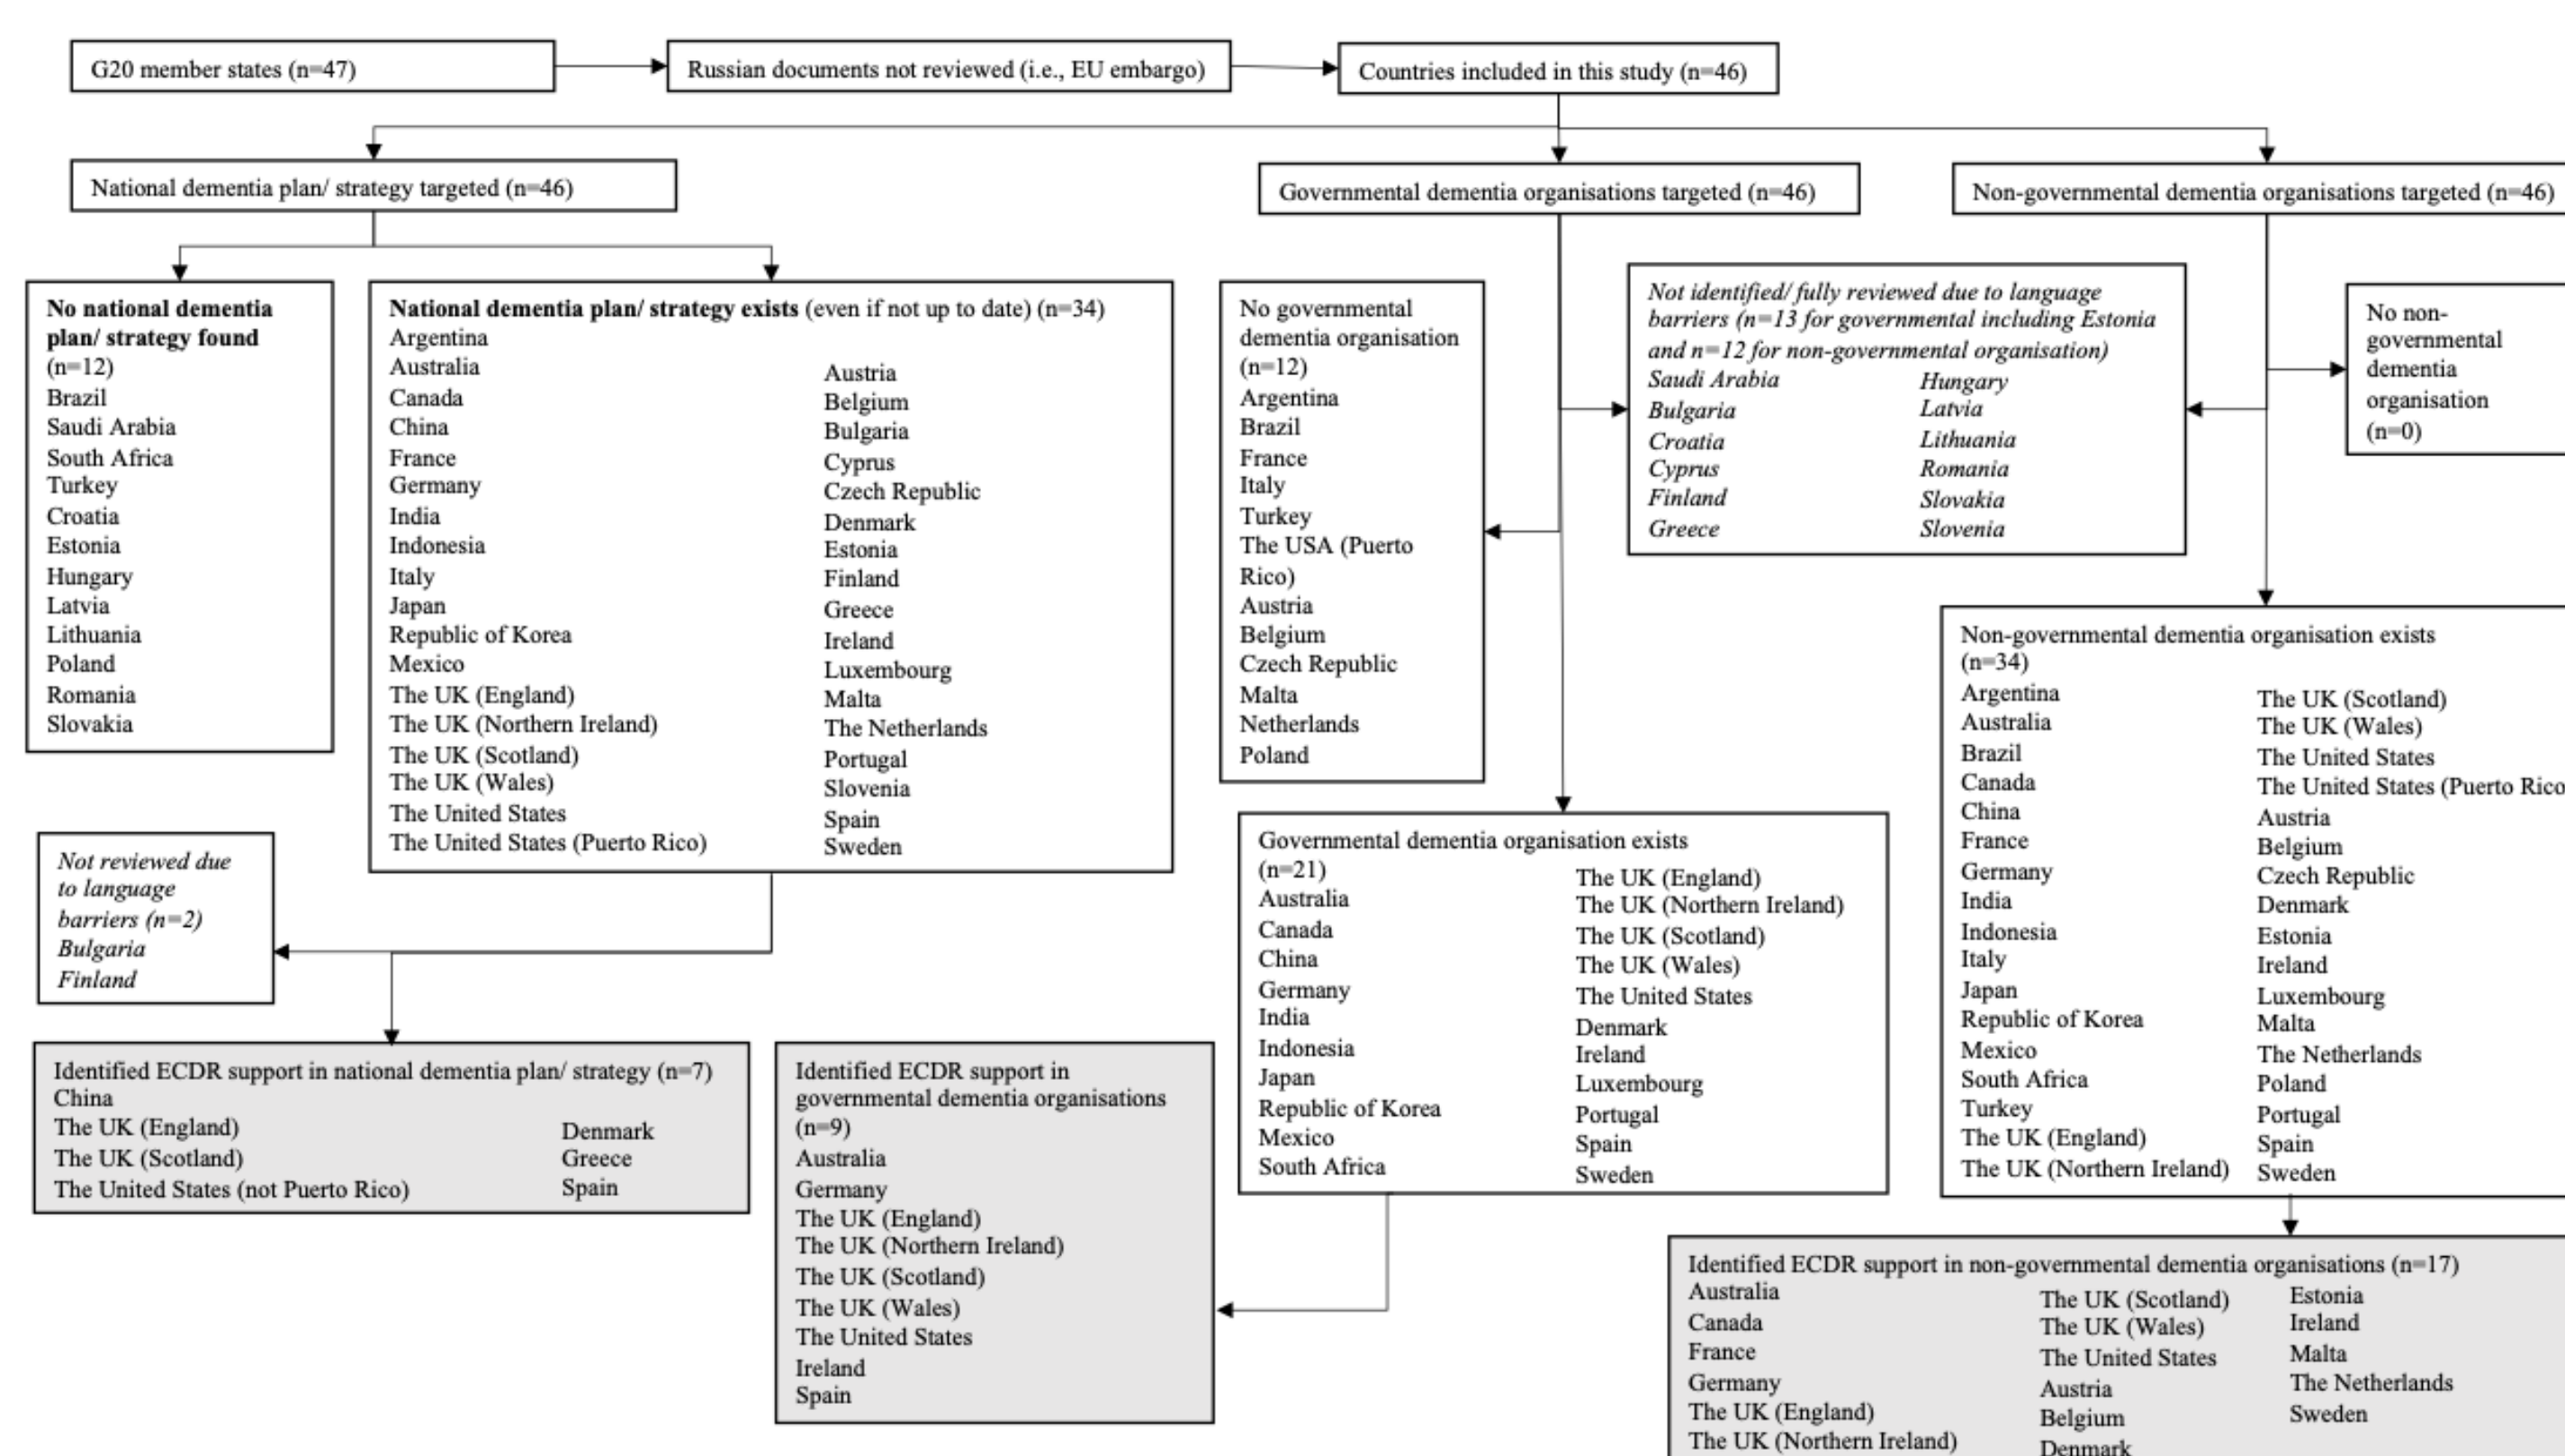 G20 member states (n=47)
Russian documents not reviewed (i.e., EU embargo)
Countries included in this study (n=46)
National dementia plan/ strategy targeted (n=46)
Governmental dementia organisations targeted (n=46)
Non-governmental dementia organisations targeted (n=46)
No national dementia
plan/ strategy found
(n=12)
Brazil
Saudi Arabia
South Africa
Turkey
Croatia
Estonia
Hungary
Latvia
Lithuania
Poland
Romania
Slovakia
National dementia plan/ strategy exists (even if not up to date) (n=34)
Argentina
Australia
Canada
China
France
Germany
India
Indonesia
Italy
Japan
Republic of Korea
Mexico
The UK (England)
The UK (Northern Ireland)
The UK (Scotland)
The UK (Wales)
The United States
The United States (Puerto Rico)
Austria
Belgium
Bulgaria
Cyprus
Czech Republic
Denmark
Estonia
Finland
Greece
Ireland
Luxembourg
Malta
The Netherlands
Portugal
Slovenia
Spain
Sweden
No governmental
dementia organisation
(n=12)
Argentina
Brazil
France
Italy
Turkey
The USA (Puerto
Rico)
Austria
Belgium
Czech Republic
Malta
Netherlands
Poland
Not identified/ fully reviewed due to language
barriers (n=13 for governmental including Estonia
and n=12 for non-governmental organisation)
Saudi Arabia
Bulgaria
Croatia
Cyprus
Finland
Greece
Hungary
Latvia
Lithuania
Romania
Slovakia
Slovenia
No non-
governmental
dementia
organisation
(n=0)
Not reviewed due
to language
barriers (n=2)
Bulgaria
Finland
Governmental dementia organisation exists
(n=21)
Australia
Canada
China
Germany
India
Indonesia
Japan
Republic of Korea
Mexico
South Africa
The UK (England)
The UK (Northern Ireland)
The UK (Scotland)
The UK (Wales)
The United States
Denmark
Ireland
Luxembourg
Portugal
Spain
Sweden
Non-governmental dementia organisation exists
(n=34)
Argentina
Australia
Brazil
Canada
China
France
Germany
India
Indonesia
Italy
Japan
Republic of Korea
Mexico
South Africa
Turkey
The UK (England)
The UK (Northern Ireland)
The UK (Scotland)
The UK (Wales)
The United States
The United States (Puerto Rico
Austria
Belgium
Czech Republic
Denmark
Estonia
Ireland
Luxembourg
Malta
The Netherlands
Poland
Portugal
Spain
Sweden
Identified ECDR support in national dementia plan/ strategy (n=7)
China
The UK (England)
The UK (Scotland)
The United States (not Puerto Rico)
Denmark
Greece
Spain
Identified ECDR support in
governmental dementia organisations
(n=9)
Australia
Germany
The UK (England)
The UK (Northern Ireland)
The UK (Scotland)
The UK (Wales)
The United States
Ireland
Spain
Identified ECDR support in non-governmental dementia organisations (n=17)
Australia
Canada
France
Germany
The UK (England)
The UK (Northern Ireland)
The UK (Scotland)
The UK (Wales)
The United States
Austria
Belgium
Denmark
Estonia
Ireland
Malta
The Netherlands
Sweden